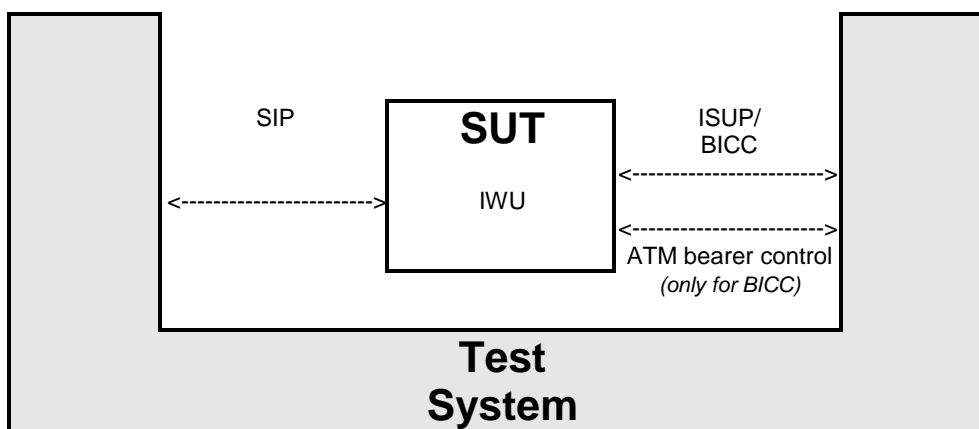 SIP
SUT
IWU
ISUP/
BICC
<----------------------->
<------------------------>
<------------------------>
ATM bearer control
(only for BICC)
Test
System